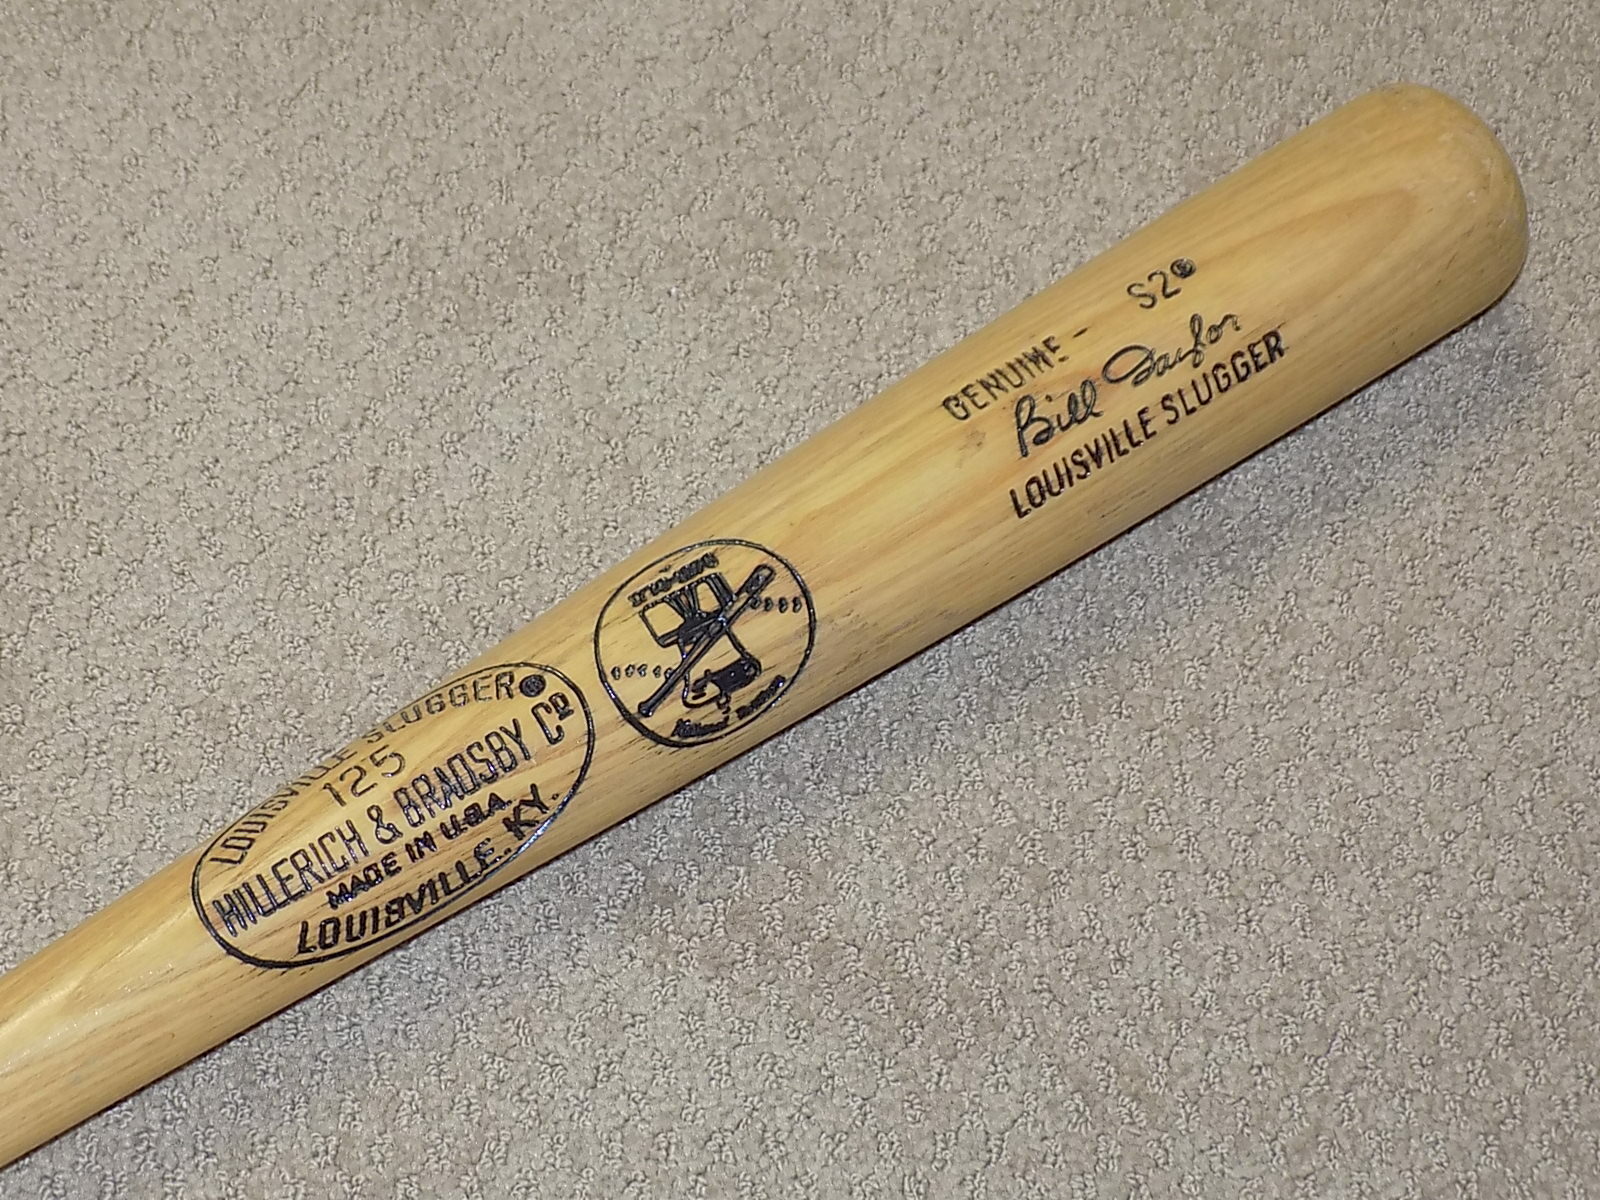 LOUISVILLE SLUGGER
125
HILLERICH & BRADSBY Cº
MADE IN U.S.A.
LOUISVILLE, KY.
GENUINE - S2
Bill Taylor
LOUISVILLE SLUGGER